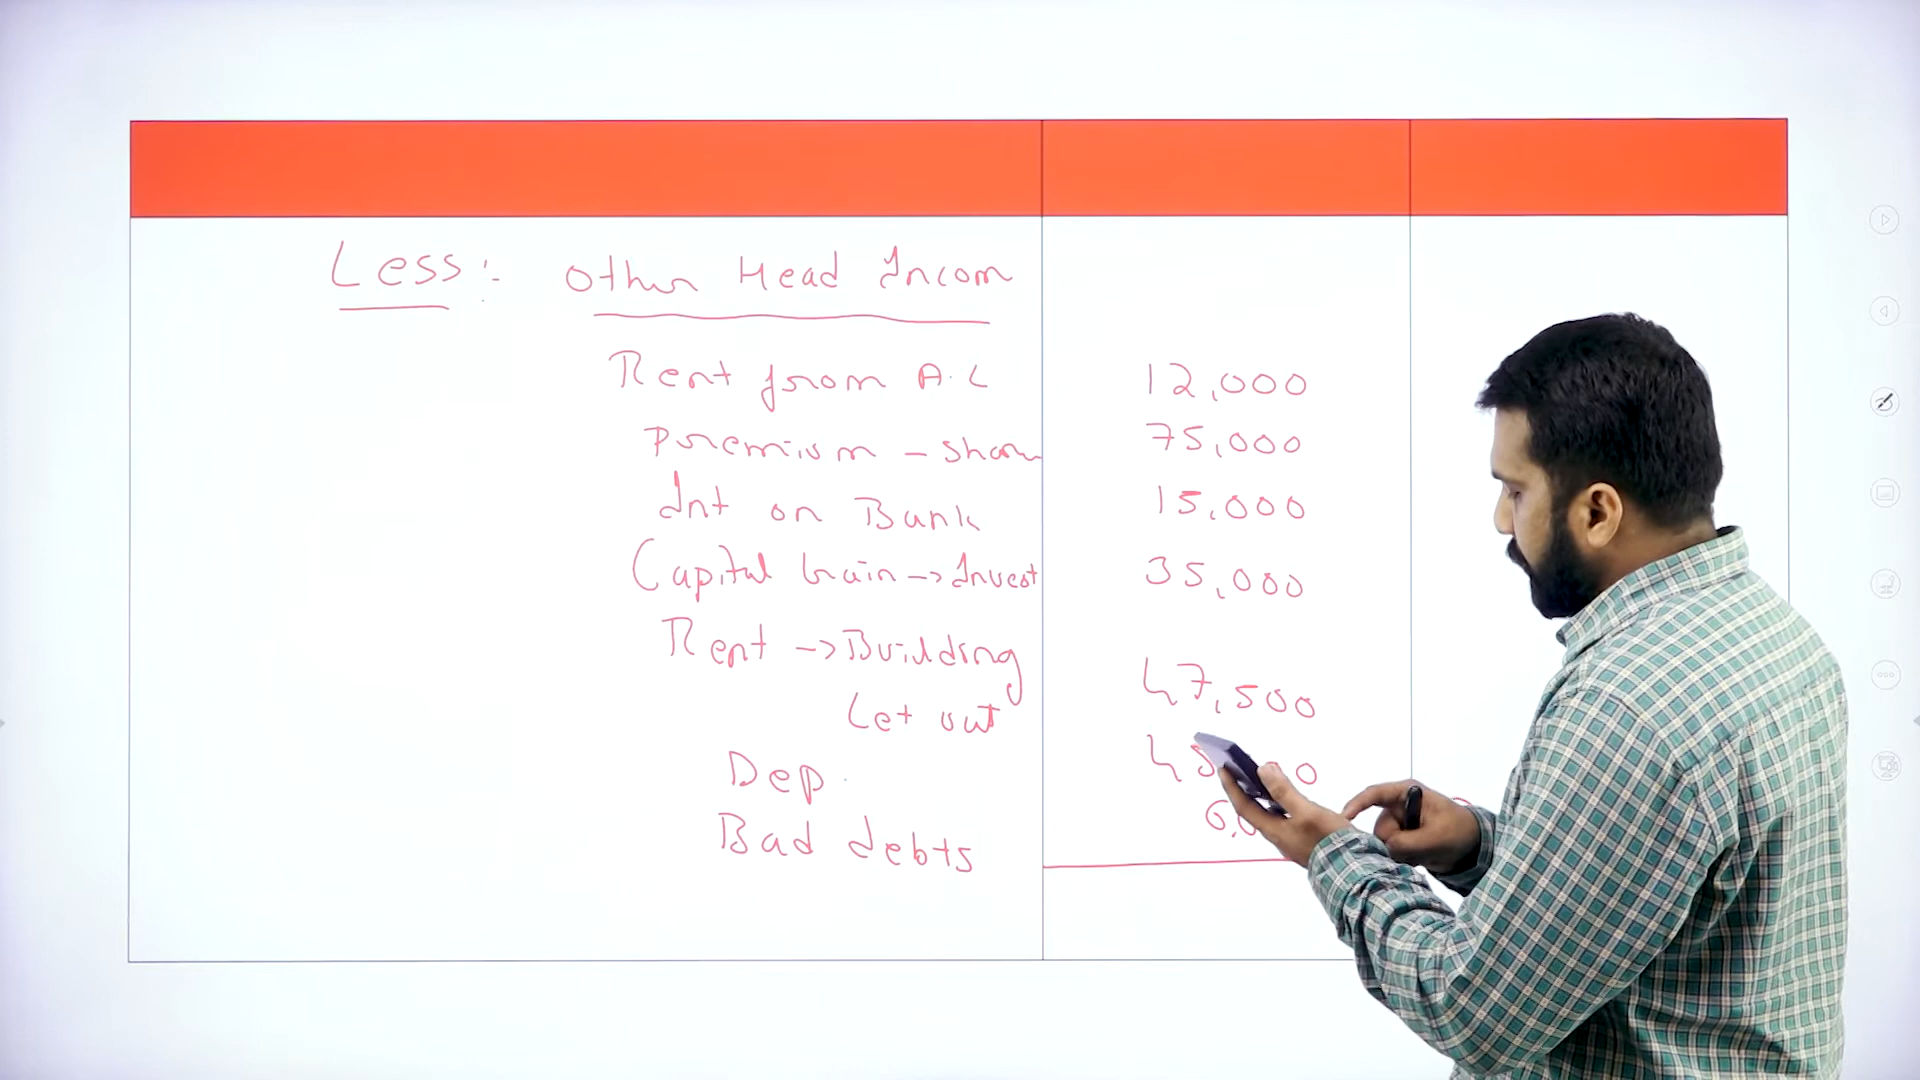 Less :- Other Head Incom
Rent from A.L 12,000
Premium - Share 75,000
Int on Bank 15,000
Capital Gain -> Invest 35,000
Rent -> Building
Let out 47,500
Dep.
Bad debts